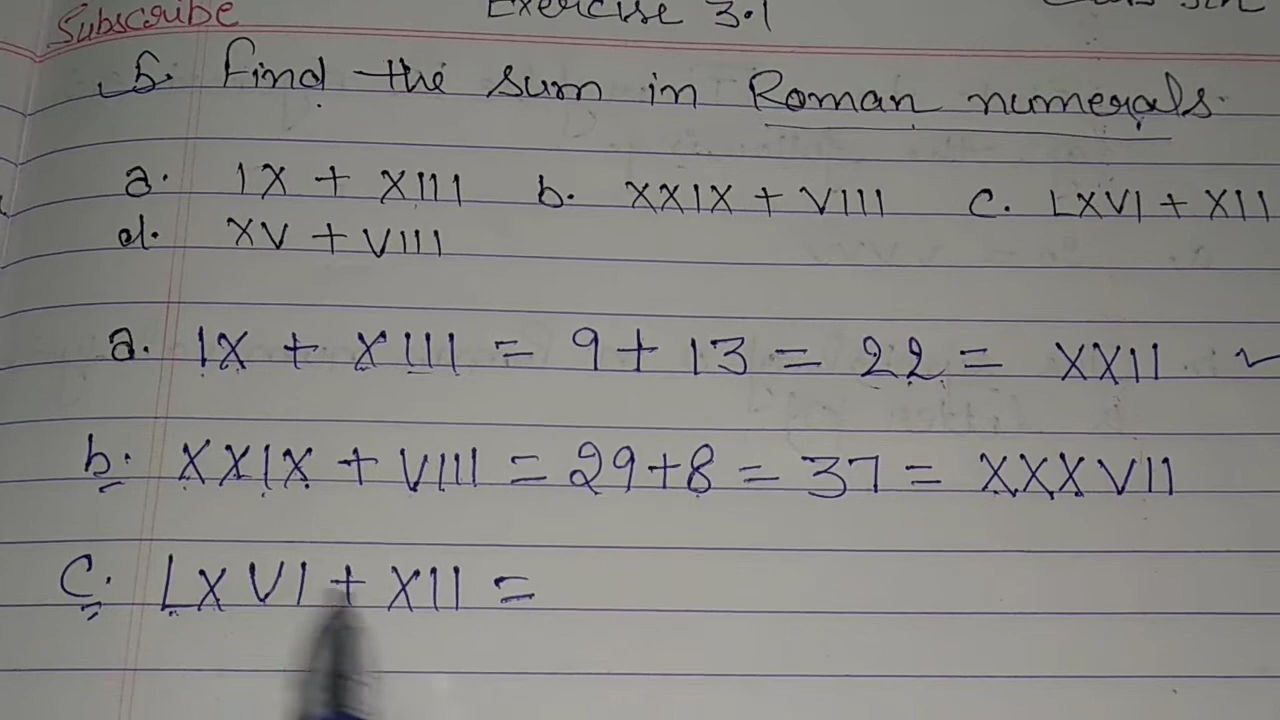 Subscribe Exercise 3.1
5. Find the sum in Roman numerals.
a. IX + XIII b. XXIX + VIII c. LXVI + XII
d. XV + VIII
a. IX + XIII = 9 + 13 = 22 = XXII ✓
b. XXIX + VIII = 29+8 = 37 = XXXVII
C. LXVI + XII =